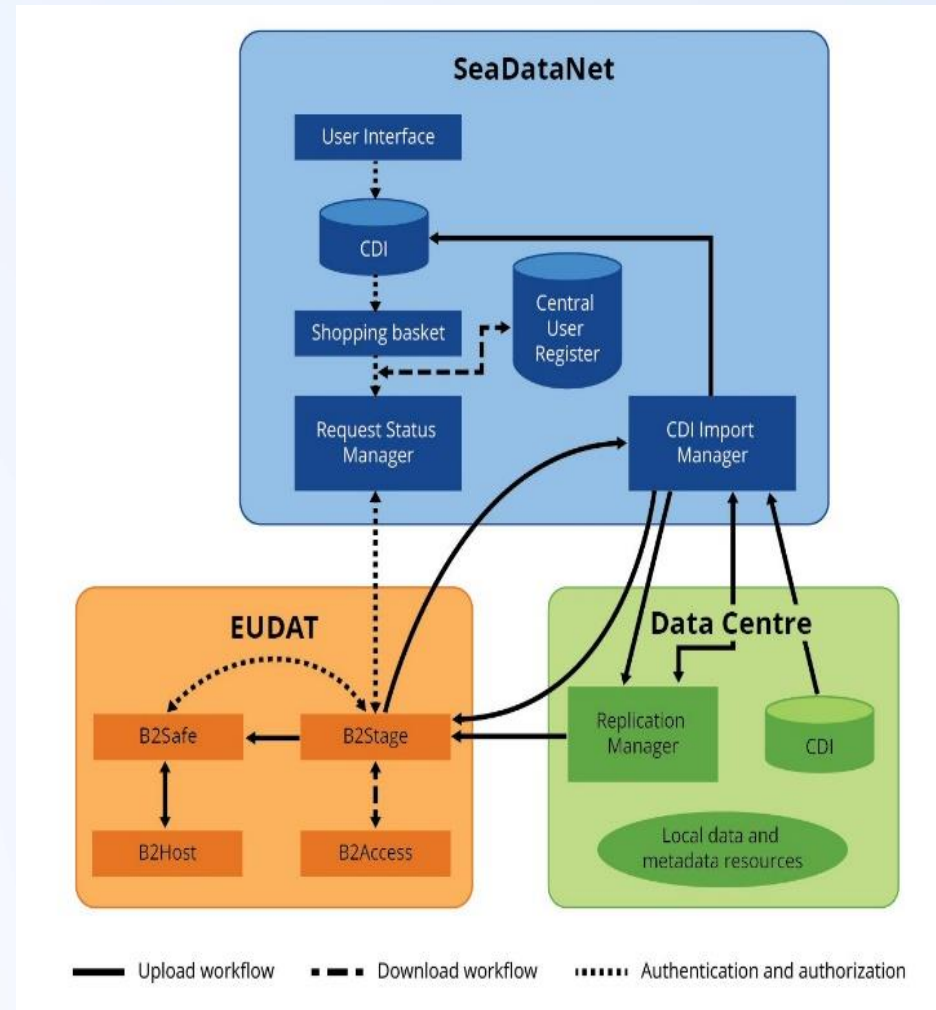 SeaDataNet
User Interface
CDI
Shopping basket
Central
User
Register
Request Status
Manager
CDI Import
Manager
EUDAT
B2Safe
B2Stage
B2Host
B2Access
Data Centre
Replication
Manager
CDI
Local data and
metadata resources
Upload workflow
Download workflow
Authentication and authorization